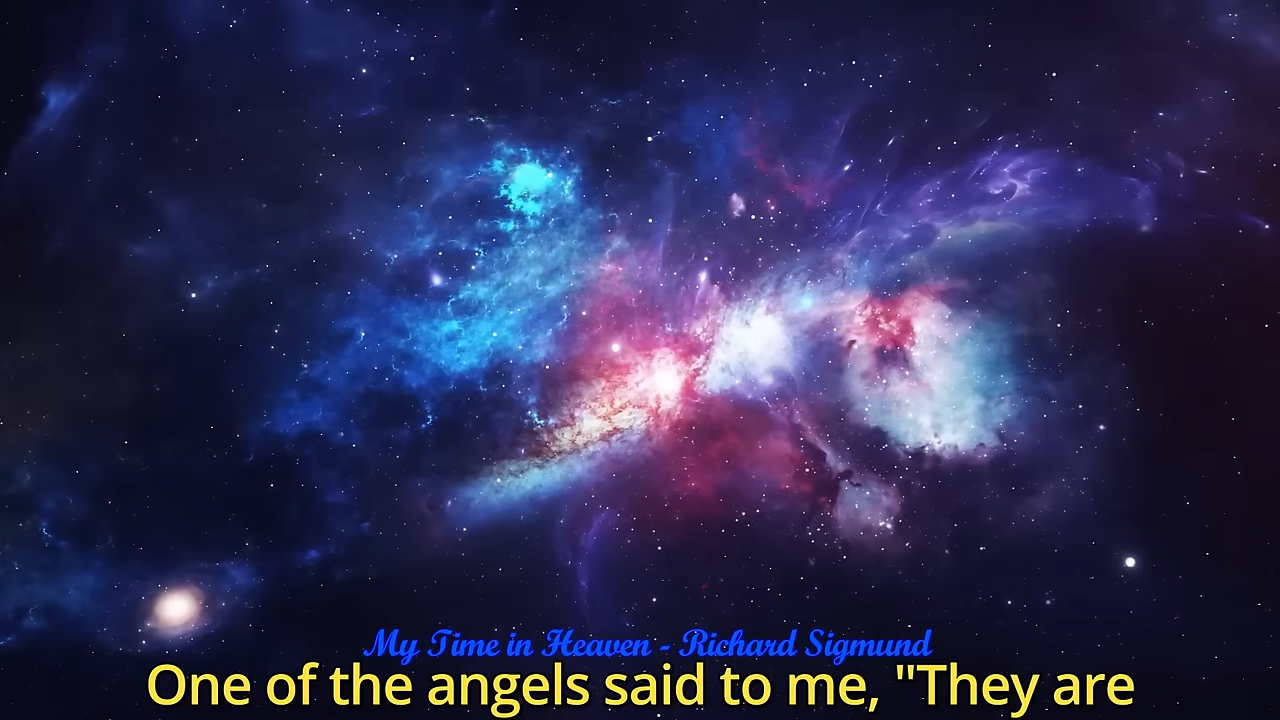 My Time in Heaven - Richard Sigmund
One of the angels said to me, "They are